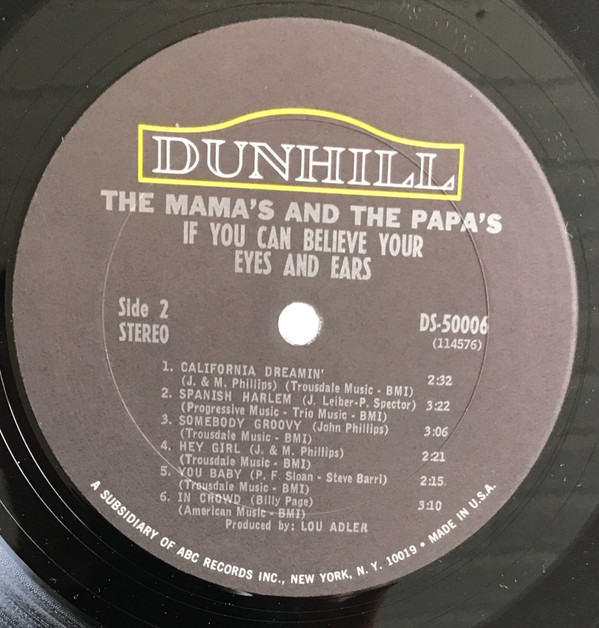 DUNHILL
THE MAMA'S AND THE PAPA'S
IF YOU CAN BELIEVE YOUR
EYES AND EARS
Side 2
STEREO
DS-50006
(114576)
1. CALIFORNIA DREAMIN' 2:32
(J. & M. Phillips) (Trousdale Music - BMI)
2. SPANISH HARLEM (J. Leiber-P. Spector) 3:22
(Progressive Music - Trio Music - BMI)
3. SOMEBODY GROOVY (John Phillips) 3:06
(Trousdale Music - BMI)
4. HEY GIRL (J. & M. Phillips) 2:21
(Trousdale Music - BMI)
5. YOU BABY (P. F. Sloan - Steve Barri) 2:15
(Trousdale Music - BMI)
6. IN CROWD (Billy Page) 3:10
(American Music - BMI)
Produced by: LOU ADLER
A SUBSIDIARY OF ABC RECORDS INC., NEW YORK, N. Y. 10019 • MADE IN U.S.A.